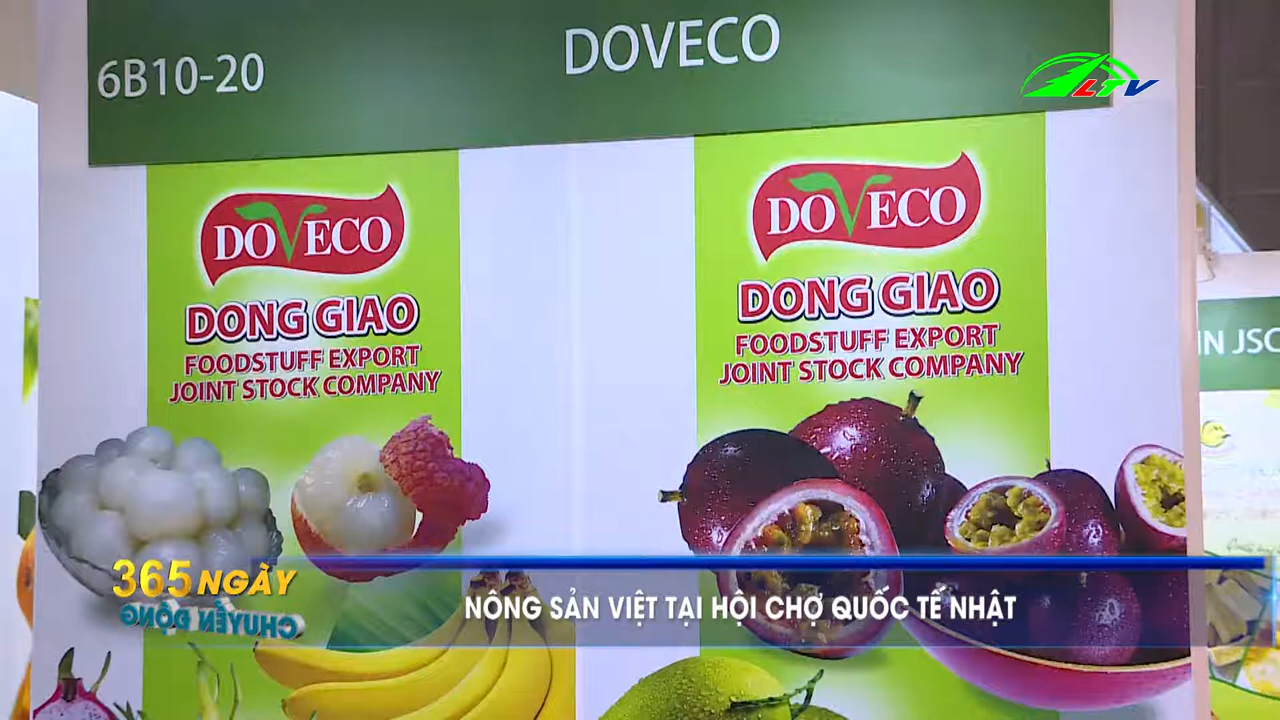 DOVECO
6B10-20
LTV
DOVECO
DONG GIAO
FOODSTUFF EXPORT
JOINT STOCK COMPANY
DOVECO
DONG GIAO
FOODSTUFF EXPORT
JOINT STOCK COMPANY
IN JSC
365 NGÀY
CHUYỂN ĐỘNG
NÔNG SẢN VIỆT TẠI HỘI CHỢ QUỐC TẾ NHẬT